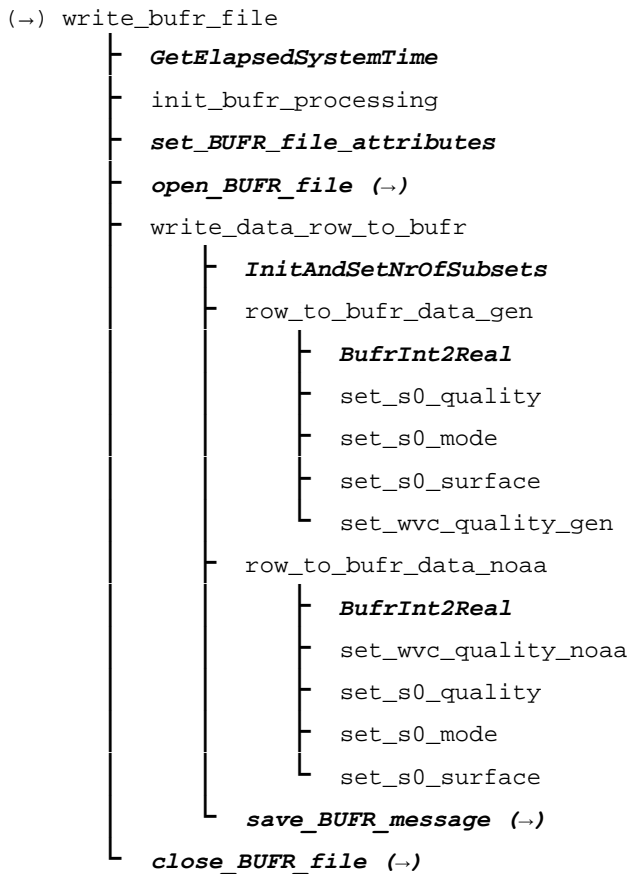 (→) write_bufr_file
GetElapsedSystemTime
init_bufr_processing
set_BUFR_file_attributes
open_BUFR_file (→)
write_data_row_to_bufr
InitAndSetNrOfSubsets
row_to_bufr_data_gen
BufrInt2Real
set_s0_quality
set_s0_mode
set_s0_surface
set_wvc_quality_gen
row_to_bufr_data_noaa
BufrInt2Real
set_wvc_quality_noaa
set_s0_quality
set_s0_mode
set_s0_surface
save_BUFR_message (→)
close_BUFR_file (→)